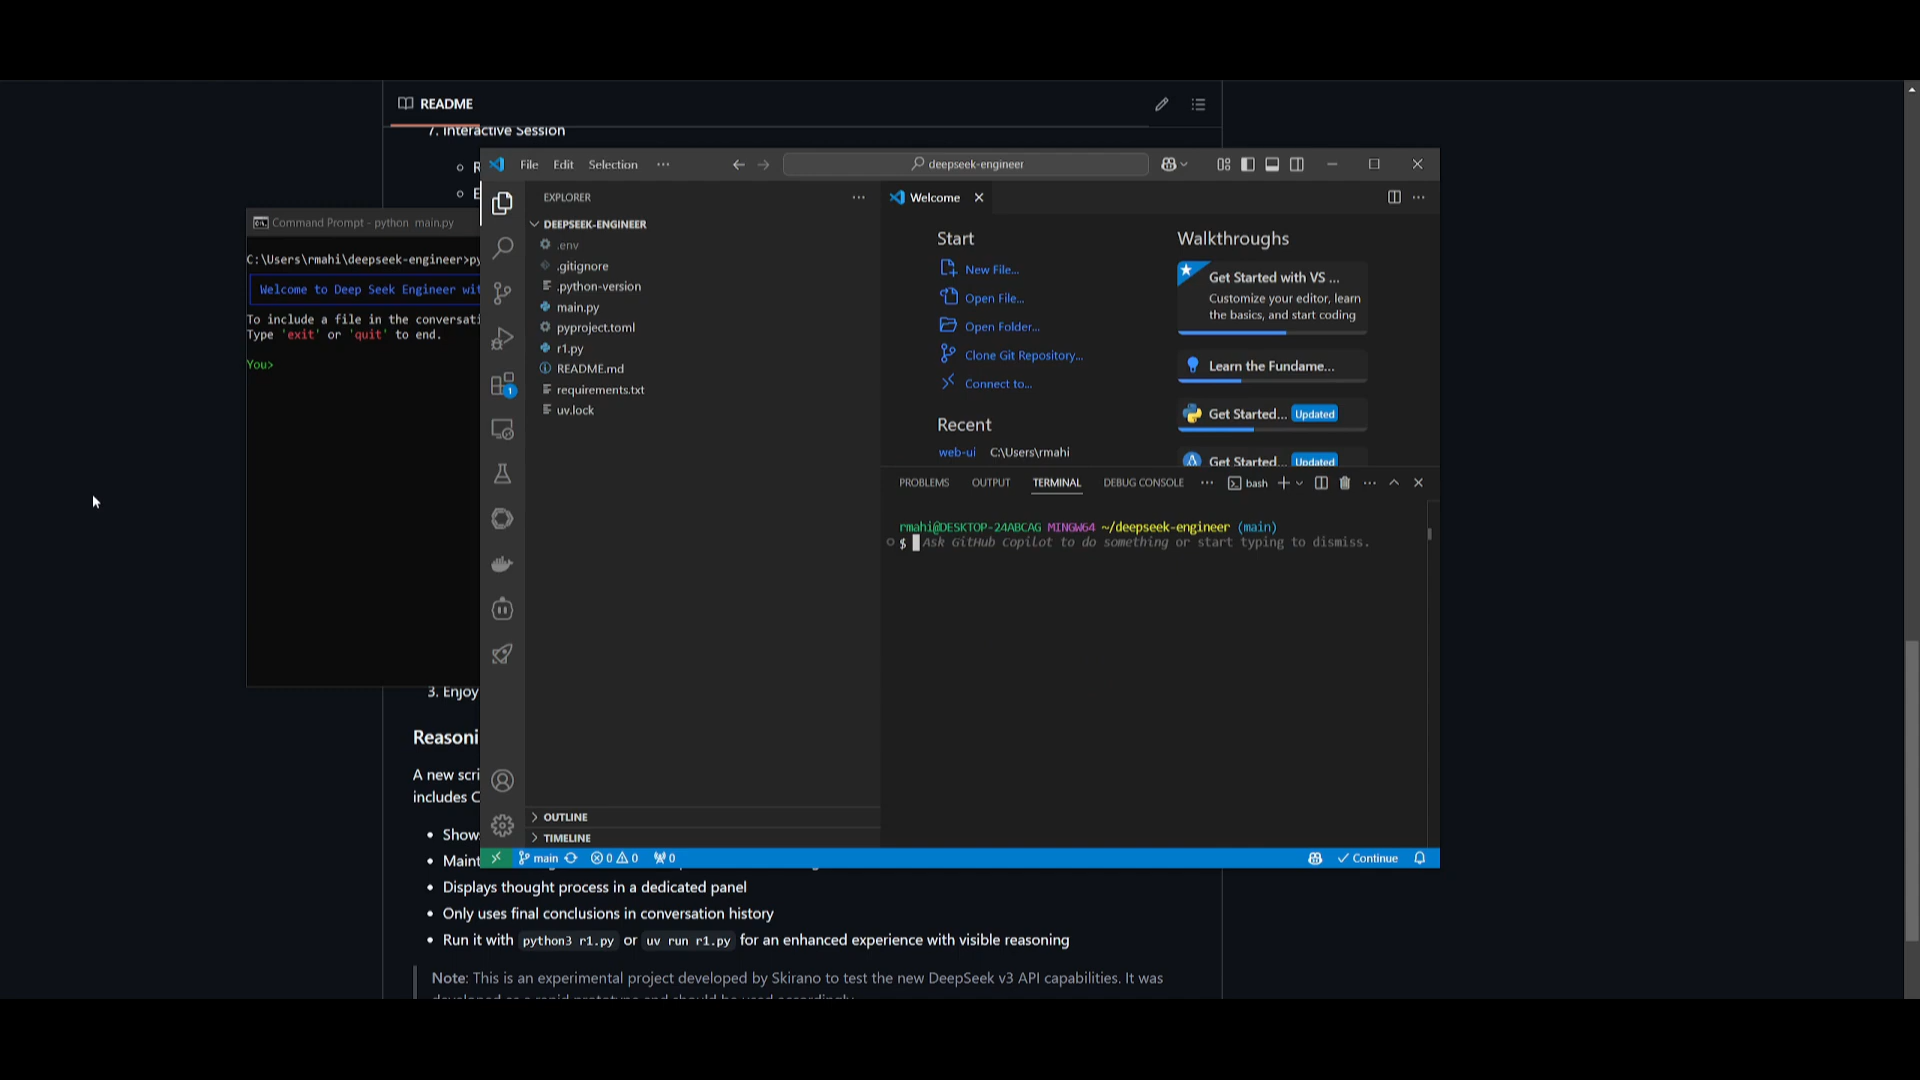 README
7. Interactive Session
R
E
Command Prompt - python  main.py
C:\Users\rmahi\deepseek-engineer>py
Welcome to Deep Seek Engineer wit
To include a file in the conversati
Type 'exit' or 'quit' to end.
You>
File Edit Selection ···
deepseek-engineer
EXPLORER
DEEPSEEK-ENGINEER
.env
.gitignore
.python-version
main.py
pyproject.toml
r1.py
README.md
requirements.txt
uv.lock
OUTLINE
TIMELINE
1
Welcome
Start
New File...
Open File...
Open Folder...
Clone Git Repository...
Connect to...
Recent
web-ui C:\Users\rmahi
Walkthroughs
Get Started with VS ...
Customize your editor, learn
the basics, and start coding
Learn the Fundame...
Get Started... Updated
Get Started... Updated
PROBLEMS OUTPUT TERMINAL DEBUG CONSOLE ··· bash
rmahi@DESKTOP-24ABCAG MINGW64 ~/deepseek-engineer (main)
$ Ask GitHub Copilot to do something or start typing to dismiss.
main 0 0 0 Continue
3. Enjoy
Reasoni
A new scri
includes C
• Show
• Maint
• Displays thought process in a dedicated panel
• Only uses final conclusions in conversation history
• Run it with python3 r1.py or uv run r1.py for an enhanced experience with visible reasoning
Note: This is an experimental project developed by Skirano to test the new DeepSeek v3 API capabilities. It was